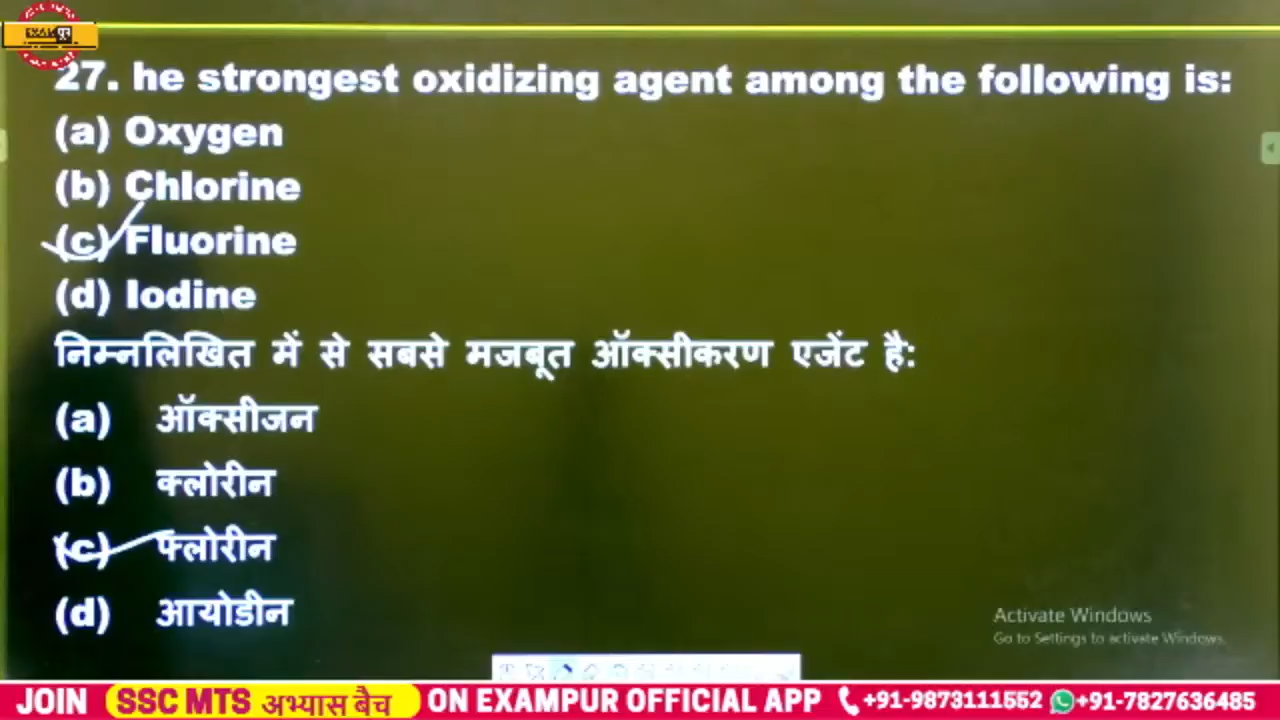 27. he strongest oxidizing agent among the following is:
(a) Oxygen
(b) Chlorine
(c) Fluorine
(d) Iodine
निम्नलिखित में से सबसे मजबूत ऑक्सीकरण एजेंट है:
(a) ऑक्सीजन
(b) क्लोरीन
(c) फ्लोरीन
(d) आयोडीन
Activate Windows
Go to Settings to activate Windows.
JOIN SSC MTS अभ्यास बैच ON EXAMPUR OFFICIAL APP +91-9873111552 +91-7827636485